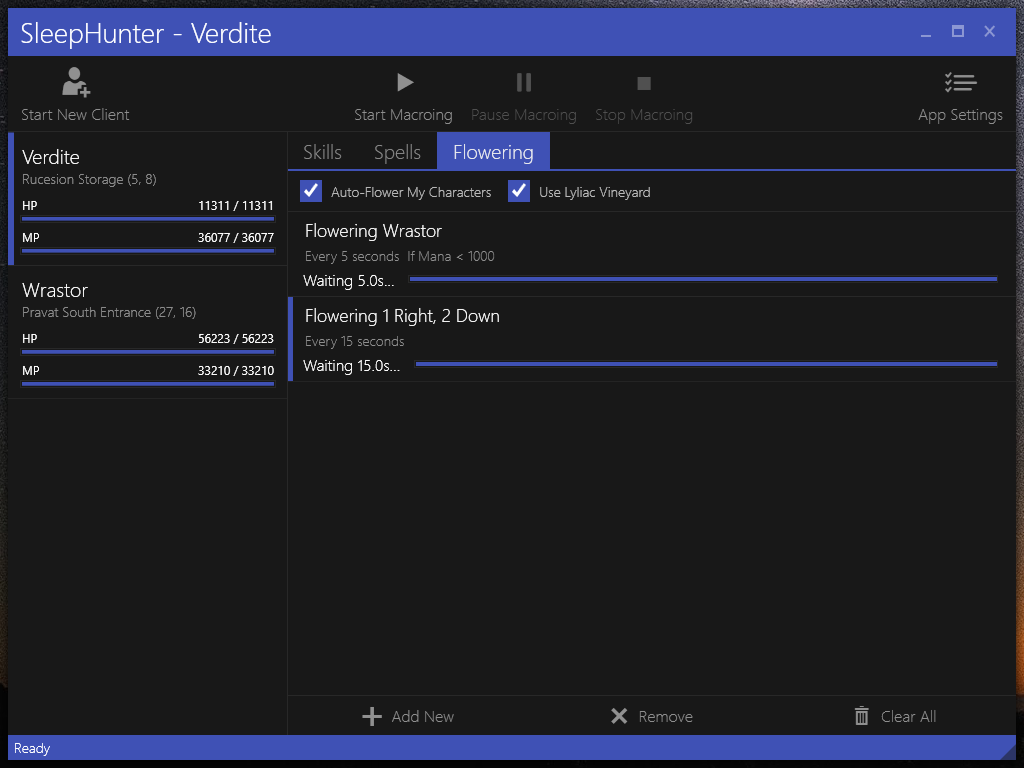 SleepHunter - Verdite
Start New Client
Start Macroing
Pause Macroing
Stop Macroing
App Settings
Verdite
Rucesion Storage (5, 8)
HP 11311 / 11311
MP 36077 / 36077
Wrastor
Pravat South Entrance (27, 16)
HP 56223 / 56223
MP 33210 / 33210
Skills Spells Flowering
Auto-Flower My Characters Use Lyliac Vineyard
Flowering Wrastor
Every 5 seconds If Mana < 1000
Waiting 5.0s...
Flowering 1 Right, 2 Down
Every 15 seconds
Waiting 15.0s...
Add New Remove Clear All
Ready